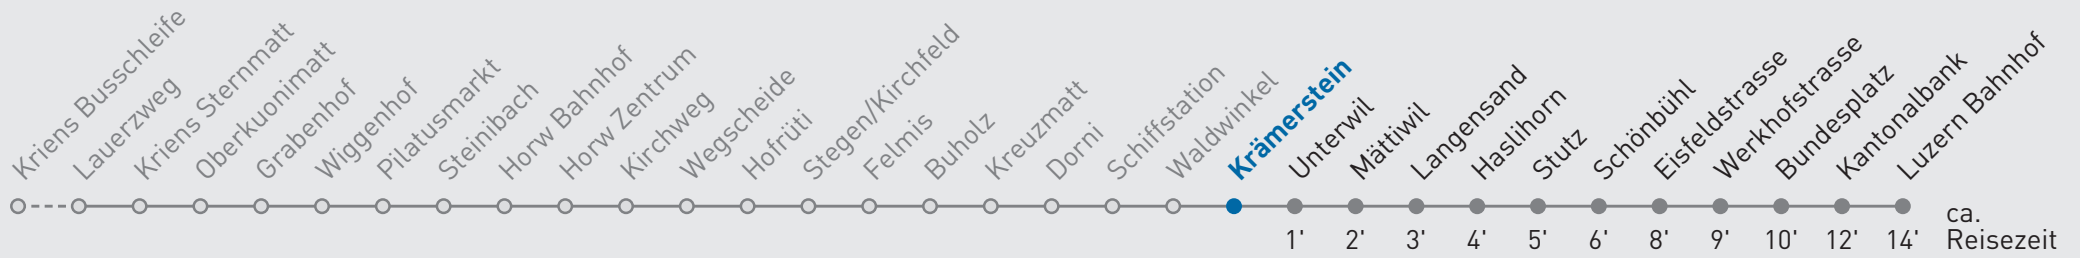 Kriens Busschleife
Lauerzweg
Kriens Sternmatt
Oberkuonimatt
Grabenhof
Wiggenhof
Pilatusmarkt
Steinibach
Horw Bahnhof
Horw Zentrum
Kirchweg
Wegscheide
Hofrüti
Stegen/Kirchfeld
Felmis
Buholz
Kreuzmatt
Dorni
Schiffstation
Waldwinkel
Krämerstein
Unterwil
Mättiwil
Langensand
Haslihorn
Stutz
Schönbühl
Eisfeldstrasse
Werkhofstrasse
Bundesplatz
Kantonalbank
Luzern Bahnhof
1' 2' 3' 4' 5' 6' 8' 9' 10' 12' 14'
ca.
Reisezeit